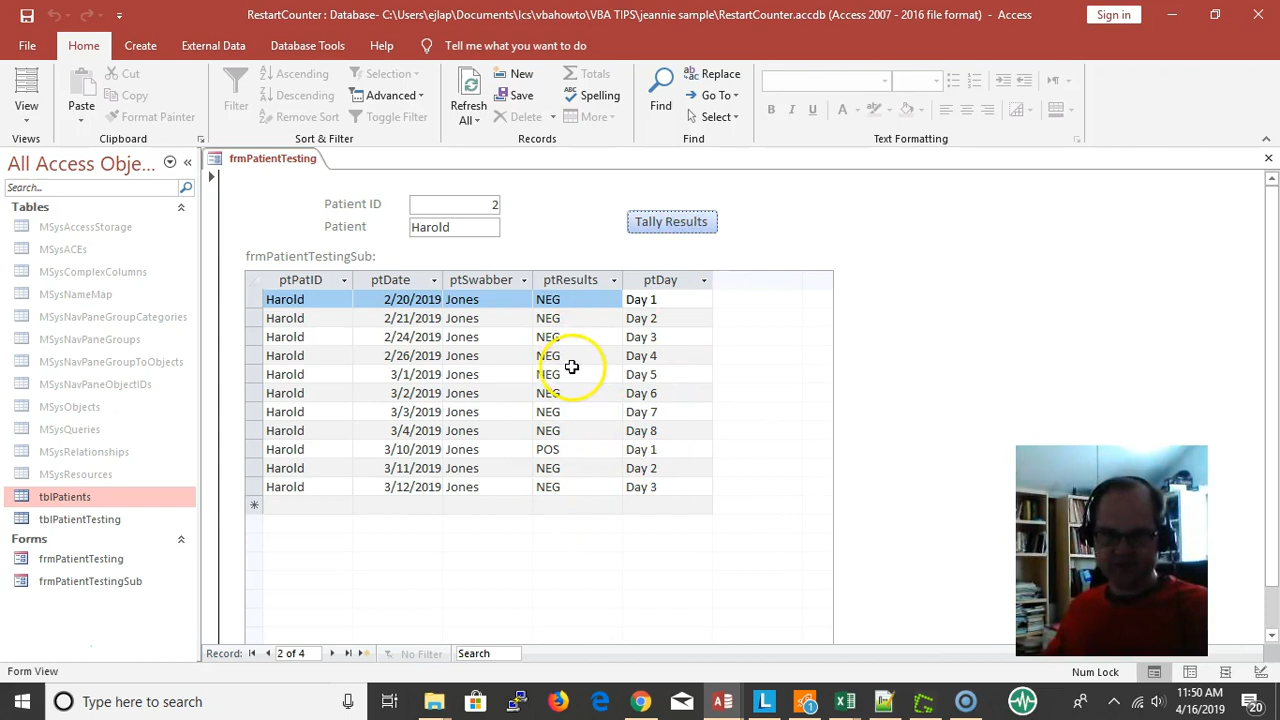 RestartCounter : Database- C:\Users\ejlap\Documents\lcs\vbahowto\VBA TIPS\jeannie sample\RestartCounter.accdb (Access 2007 - 2016 file format) - Access
Sign in
File Home Create External Data Database Tools Help Tell me what you want to do
View
Views
Paste
Cut
Copy
Format Painter
Clipboard
Filter
Ascending
Descending
Remove Sort
Selection
Advanced
Toggle Filter
Sort & Filter
Refresh All
New
Save
Delete
Totals
Spelling
More
Records
Find
Replace
Go To
Select
Find
B I U A
Text Formatting
All Access Obje...
Search...
Tables
MSysAccessStorage
MSysACEs
MSysComplexColumns
MSysNameMap
MSysNavPaneGroupCategories
MSysNavPaneGroups
MSysNavPaneGroupToObjects
MSysNavPaneObjectIDs
MSysObjects
MSysQueries
MSysRelationships
MSysResources
tblPatients
tblPatientTesting
Forms
frmPatientTesting
frmPatientTestingSub
frmPatientTesting
Patient ID 2
Patient Harold
Tally Results
frmPatientTestingSub:
ptPatID ptDate ptSwabber ptResults ptDay
Harold 2/20/2019 Jones NEG Day 1
Harold 2/21/2019 Jones NEG Day 2
Harold 2/24/2019 Jones NEG Day 3
Harold 2/26/2019 Jones NEG Day 4
Harold 3/1/2019 Jones NEG Day 5
Harold 3/2/2019 Jones NEG Day 6
Harold 3/3/2019 Jones NEG Day 7
Harold 3/4/2019 Jones NEG Day 8
Harold 3/10/2019 Jones POS Day 1
Harold 3/11/2019 Jones NEG Day 2
Harold 3/12/2019 Jones NEG Day 3
Record: 2 of 4 No Filter Search
Form View
Num Lock
Type here to search
11:50 AM
4/16/2019
20